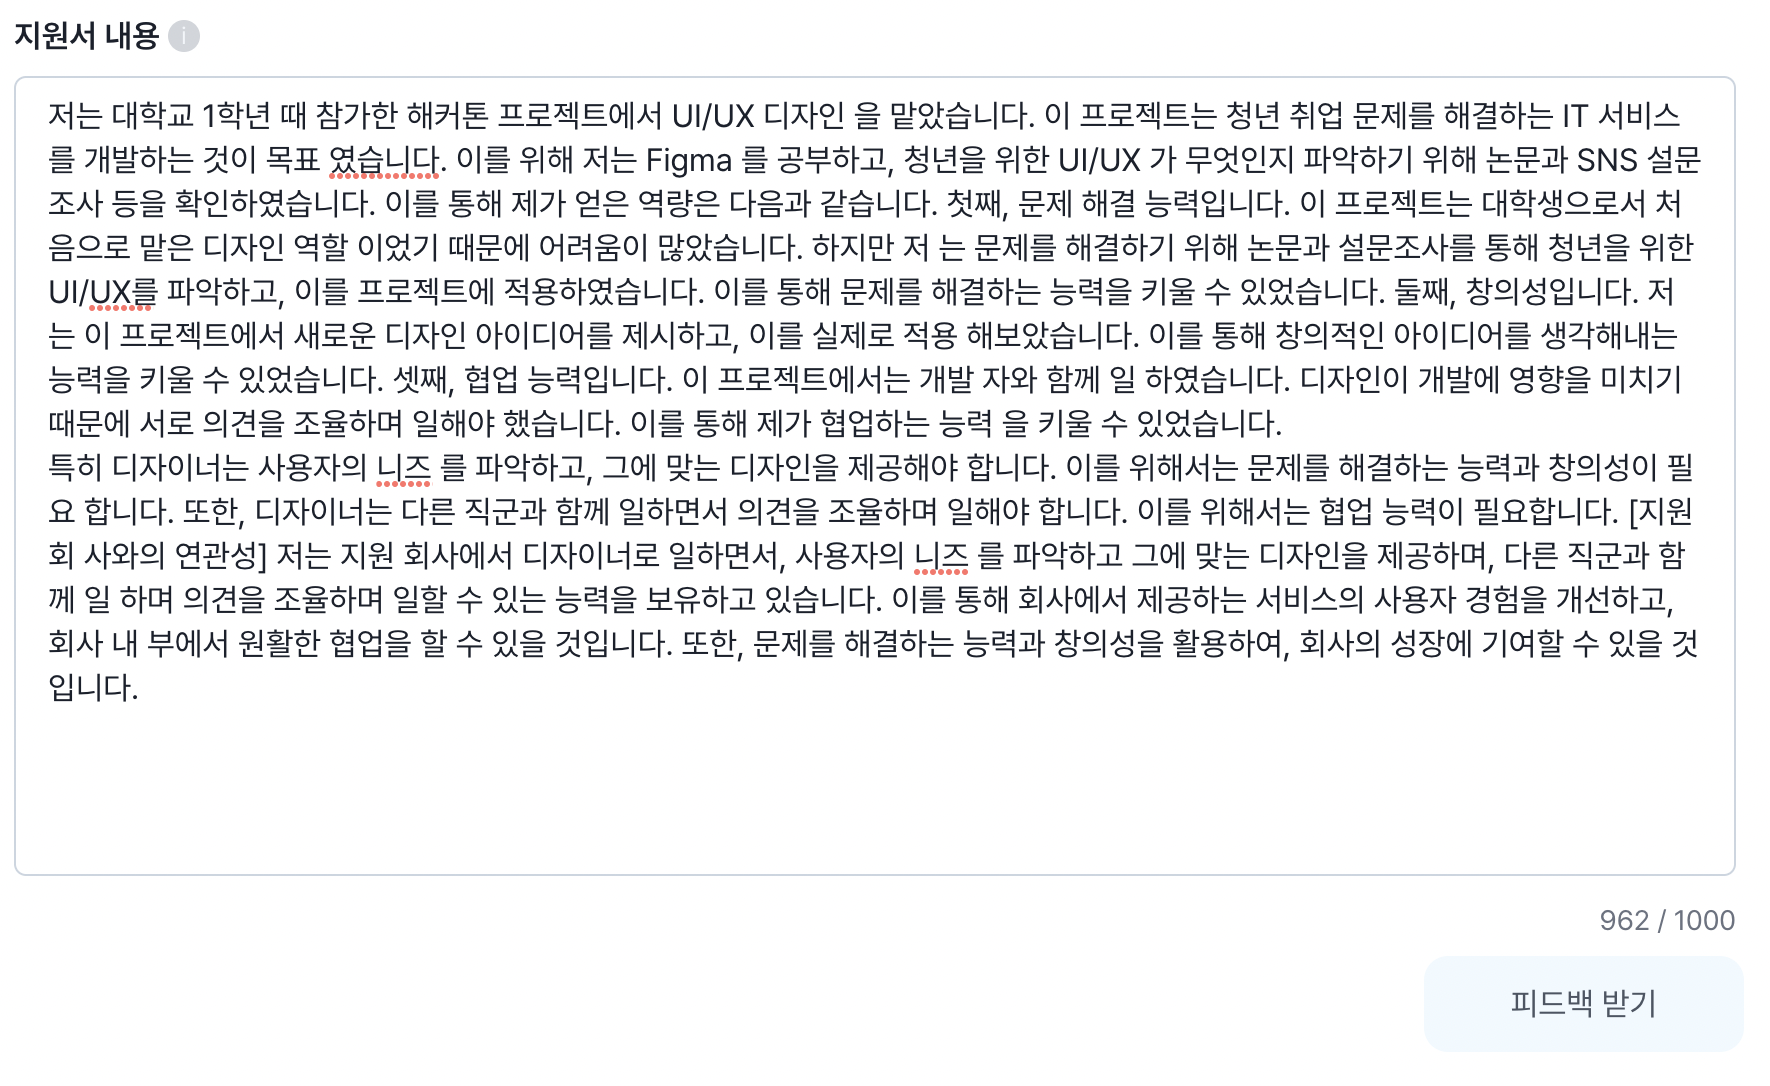 지원서 내용 i
저는 대학교 1학년 때 참가한 해커톤 프로젝트에서 UI/UX 디자인 을 맡았습니다. 이 프로젝트는 청년 취업 문제를 해결하는 IT 서비스
를 개발하는 것이 목표 였습니다. 이를 위해 저는 Figma 를 공부하고, 청년을 위한 UI/UX 가 무엇인지 파악하기 위해 논문과 SNS 설문
조사 등을 확인하였습니다. 이를 통해 제가 얻은 역량은 다음과 같습니다. 첫째, 문제 해결 능력입니다. 이 프로젝트는 대학생으로서 처
음으로 맡은 디자인 역할 이었기 때문에 어려움이 많았습니다. 하지만 저 는 문제를 해결하기 위해 논문과 설문조사를 통해 청년을 위한
UI/UX를 파악하고, 이를 프로젝트에 적용하였습니다. 이를 통해 문제를 해결하는 능력을 키울 수 있었습니다. 둘째, 창의성입니다. 저
는 이 프로젝트에서 새로운 디자인 아이디어를 제시하고, 이를 실제로 적용 해보았습니다. 이를 통해 창의적인 아이디어를 생각해내는
능력을 키울 수 있었습니다. 셋째, 협업 능력입니다. 이 프로젝트에서는 개발 자와 함께 일 하였습니다. 디자인이 개발에 영향을 미치기
때문에 서로 의견을 조율하며 일해야 했습니다. 이를 통해 제가 협업하는 능력 을 키울 수 있었습니다.
특히 디자이너는 사용자의 니즈 를 파악하고, 그에 맞는 디자인을 제공해야 합니다. 이를 위해서는 문제를 해결하는 능력과 창의성이 필
요 합니다. 또한, 디자이너는 다른 직군과 함께 일하면서 의견을 조율하며 일해야 합니다. 이를 위해서는 협업 능력이 필요합니다. [지원
회 사와의 연관성] 저는 지원 회사에서 디자이너로 일하면서, 사용자의 니즈 를 파악하고 그에 맞는 디자인을 제공하며, 다른 직군과 함
께 일 하며 의견을 조율하며 일할 수 있는 능력을 보유하고 있습니다. 이를 통해 회사에서 제공하는 서비스의 사용자 경험을 개선하고,
회사 내 부에서 원활한 협업을 할 수 있을 것입니다. 또한, 문제를 해결하는 능력과 창의성을 활용하여, 회사의 성장에 기여할 수 있을 것
입니다.
962 / 1000
피드백 받기